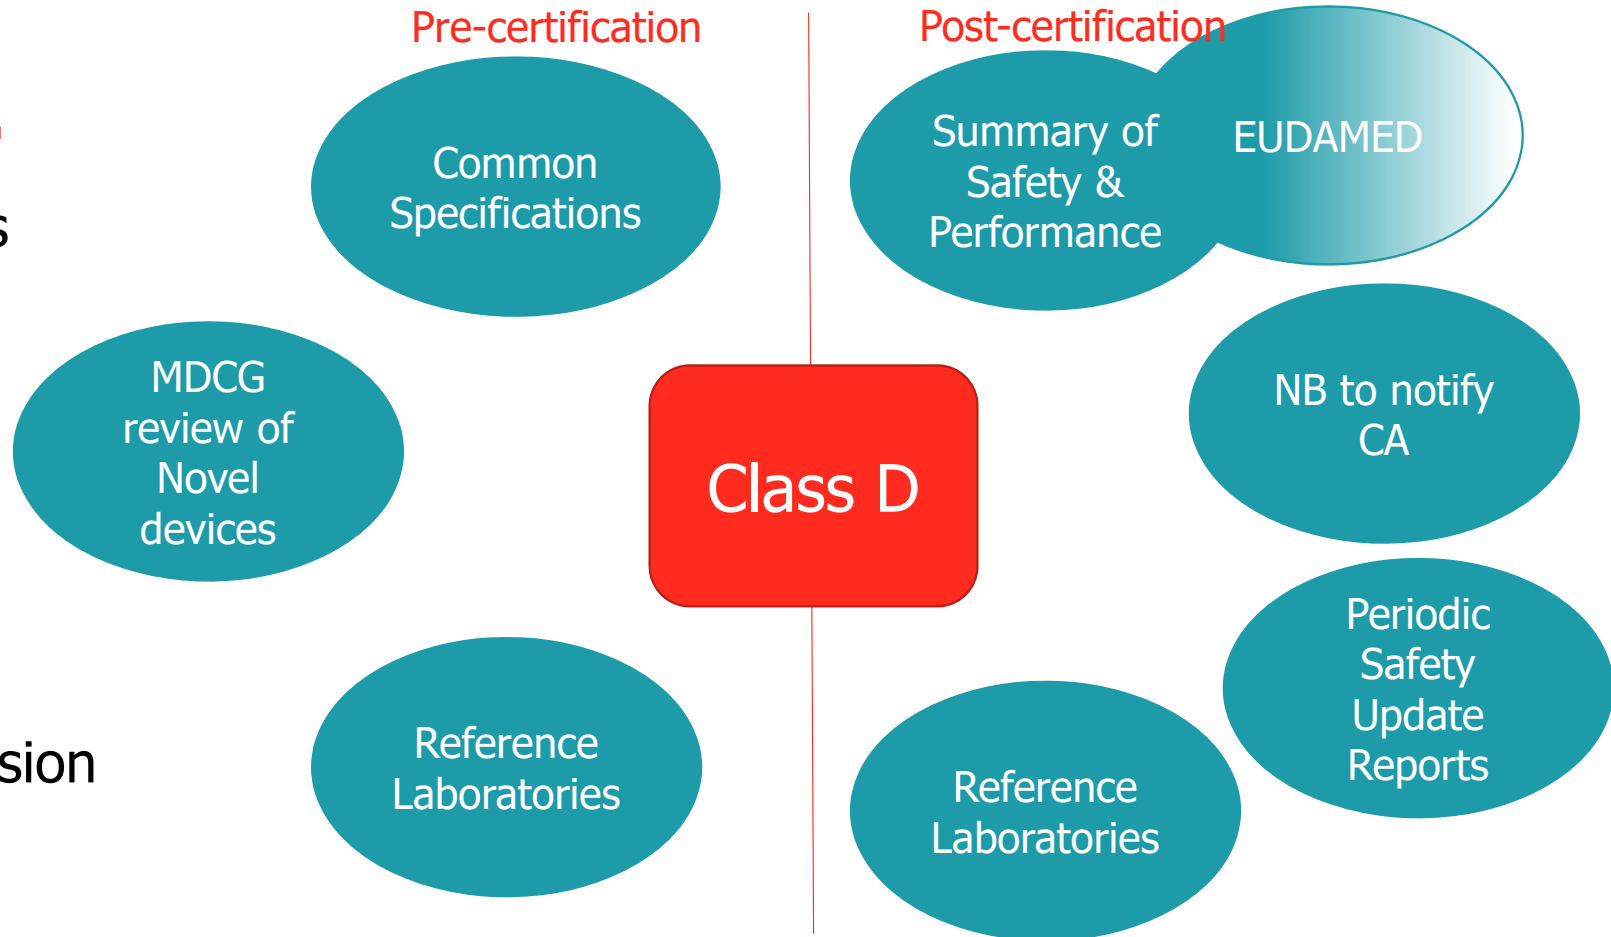 Pre-certification
Post-certification
Common
Specifications
Summary of
Safety &
Performance
EUDAMED
s
MDCG
review of
Novel
devices
Class D
NB to notify
CA
Periodic
Safety
Update
Reports
Reference
Laboratories
sion
Reference
Laboratories